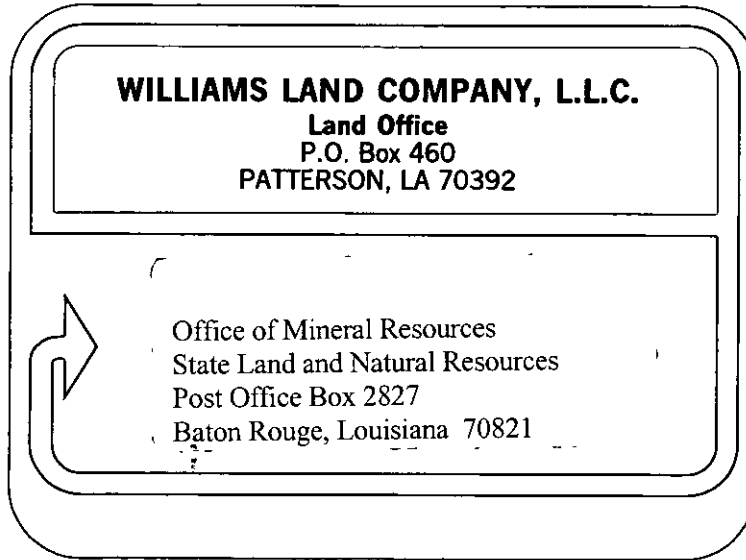 WILLIAMS LAND COMPANY, L.L.C.
Land Office
P.O. Box 460
PATTERSON, LA 70392
Office of Mineral Resources
State Land and Natural Resources
Post Office Box 2827
Baton Rouge, Louisiana 70821